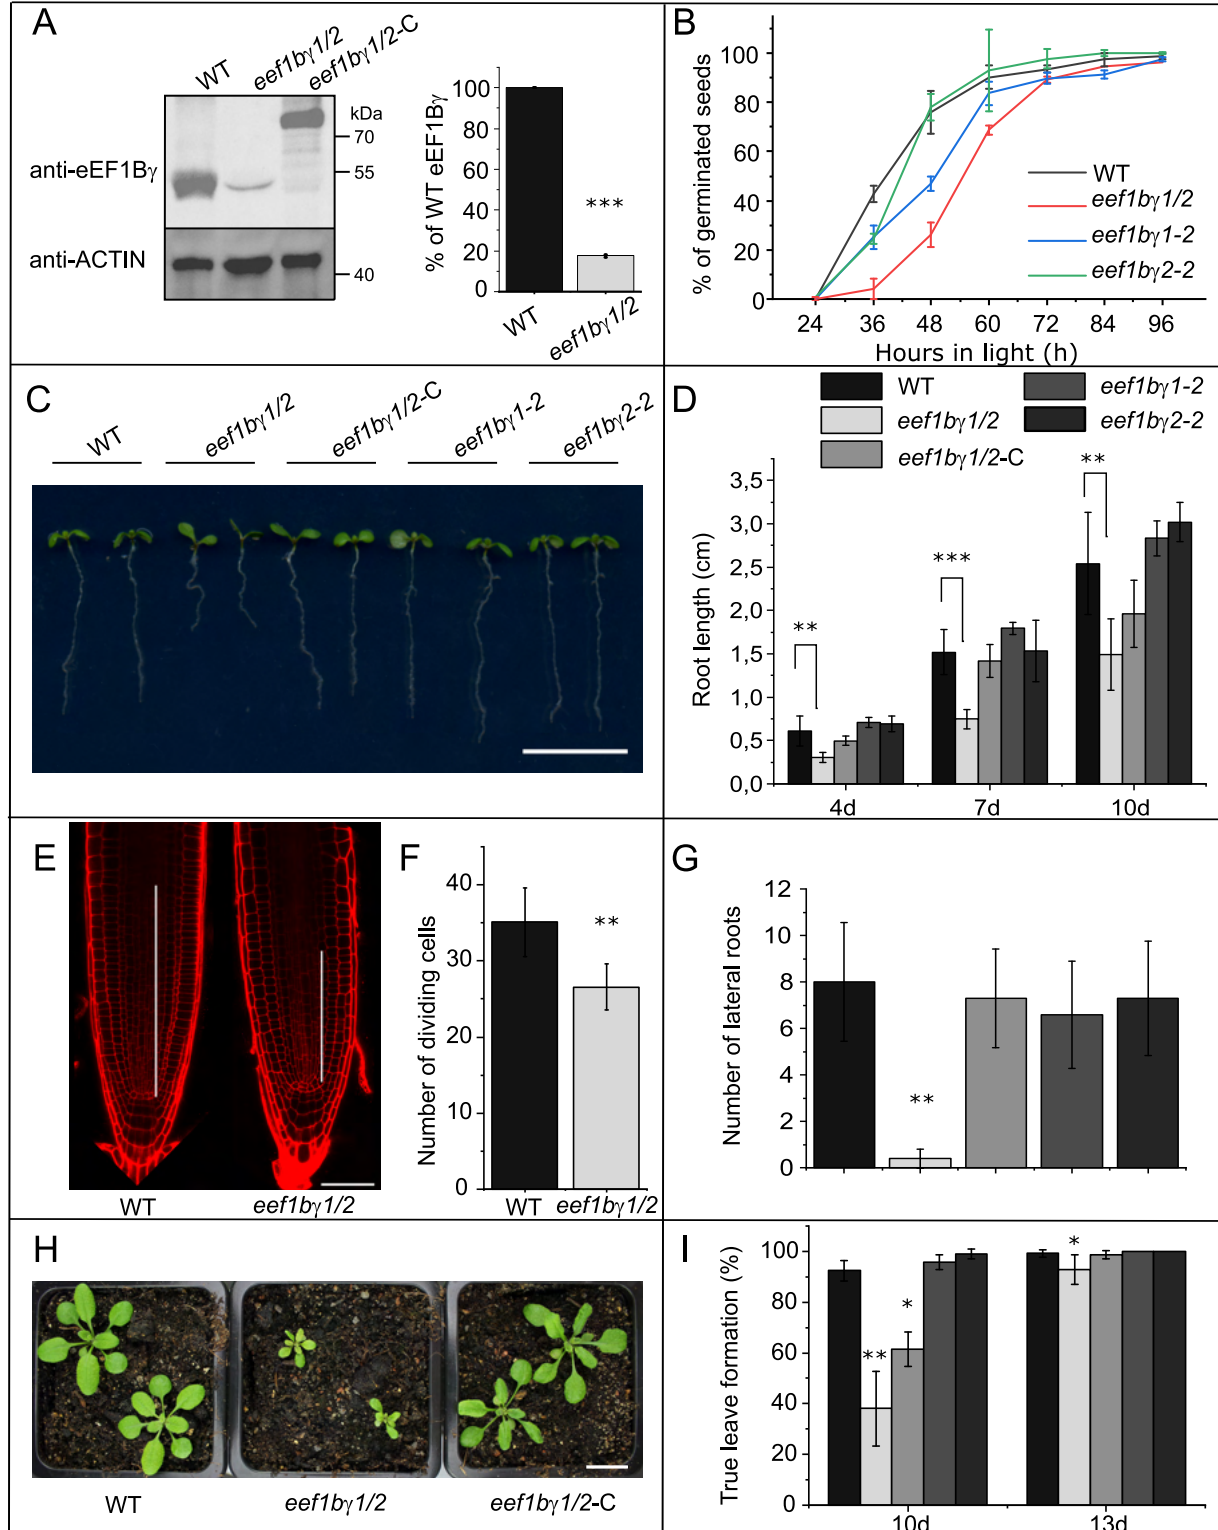 A
WT
eef1bγ1/2
eef1bγ1/2-C
kDa
70
55
40
anti-eEF1Bγ
anti-ACTIN
% of WT eEF1Bγ
100
80
60
40
20
0
***
WT
eef1bγ1/2
B
% of germinated seeds
100
80
60
40
20
0
WT
eef1bγ1/2
eef1bγ1-2
eef1bγ2-2
24 36 48 60 72 84 96
Hours in light (h)
C
WT
eef1bγ1/2
eef1bγ1/2-C
eef1bγ1-2
eef1bγ2-2
D
WT
eef1bγ1/2
eef1bγ1/2-C
eef1bγ1-2
eef1bγ2-2
Root length (cm)
3,5
3,0
2,5
2,0
1,5
1,0
0,5
0,0
**
***
**
4d 7d 10d
E
WT
eef1bγ1/2
F
Number of dividing cells
40
30
20
10
0
**
WT
eef1bγ1/2
G
Number of lateral roots
12
10
8
6
4
2
0
**
H
WT
eef1bγ1/2
eef1bγ1/2-C
I
True leave formation (%)
100
80
60
40
20
0
**
*
*
10d 13d